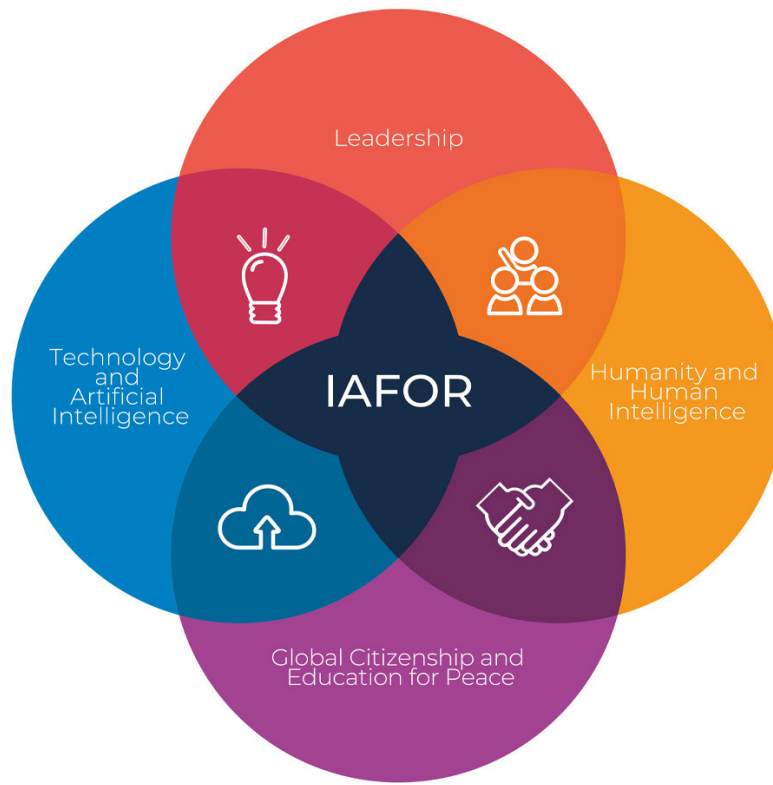 Leadership
Technology
and
Artificial
Intelligence
IAFOR
Humanity and
Human
Intelligence
Global Citizenship and
Education for Peace